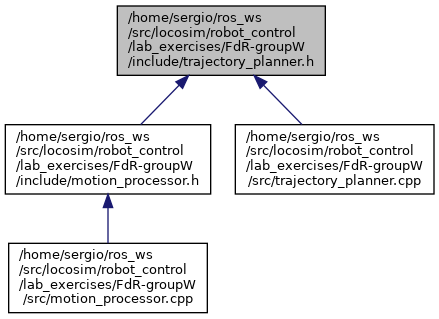 /home/sergio/ros_ws
/src/locosim/robot_control
/lab_exercises/FdR-groupW
/include/trajectory_planner.h
/home/sergio/ros_ws
/src/locosim/robot_control
/lab_exercises/FdR-groupW
/include/motion_processor.h
/home/sergio/ros_ws
/src/locosim/robot_control
/lab_exercises/FdR-groupW
/src/trajectory_planner.cpp
/home/sergio/ros_ws
/src/locosim/robot_control
/lab_exercises/FdR-groupW
/src/motion_processor.cpp